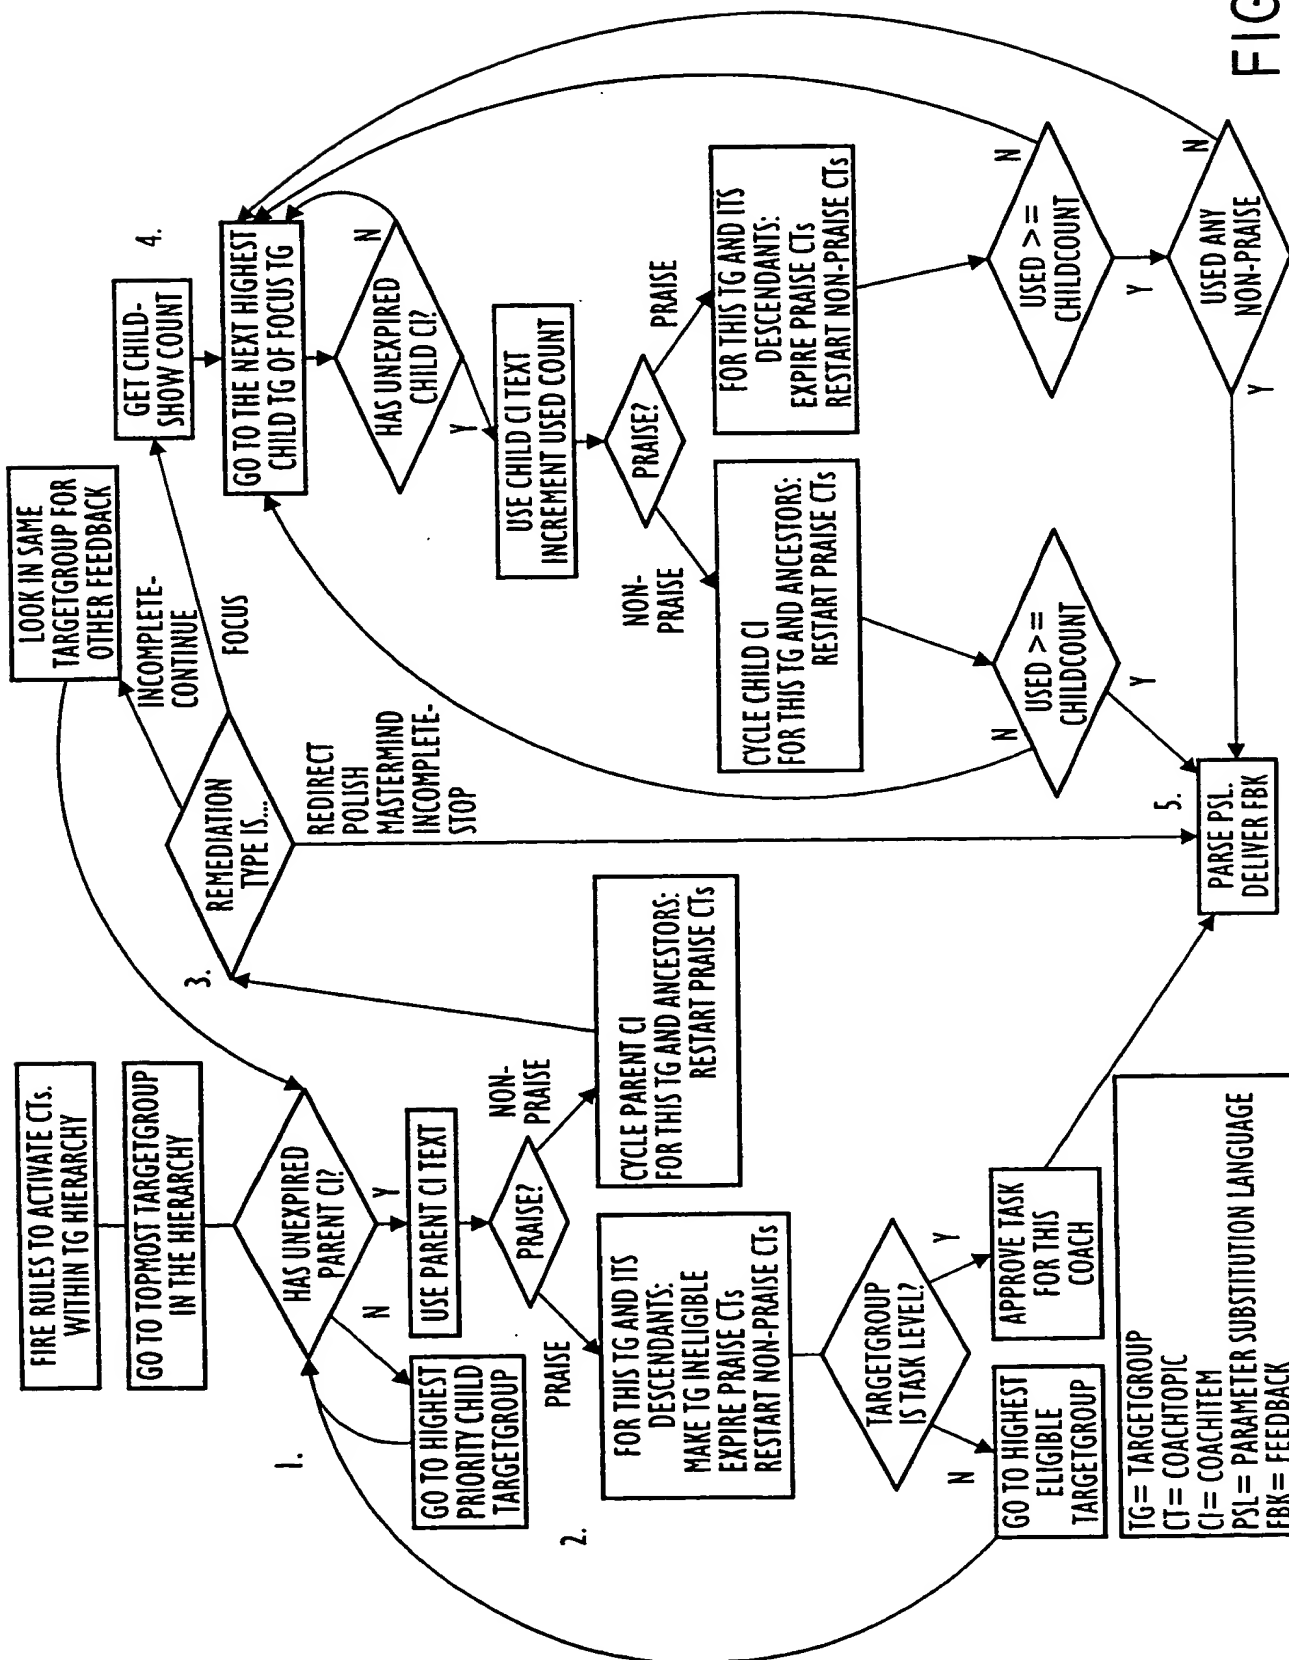 FIRE RULES TO ACTIVATE CTs.
WITHIN TG HIERARCHY
GO TO TOPMOST TARGETGROUP
IN THE HIERARCHY
1.
HAS UNEXPIRED
PARENT CI?
N
Y
GO TO HIGHEST
PRIORITY CHILD
TARGETGROUP
USE PARENT CI TEXT
2.
PRAISE?
PRAISE
NON-
PRAISE
FOR THIS TG AND ITS
DESCENDANTS:
MAKE TG INELIGIBLE
EXPIRE PRAISE CTs
RESTART NON-PRAISE CTs
CYCLE PARENT CI
FOR THIS TG AND ANCESTORS:
RESTART PRAISE CTs
TARGETGROUP
IS TASK LEVEL?
N
Y
GO TO HIGHEST
ELIGIBLE
TARGETGROUP
APPROVE TASK
FOR THIS
COACH
TG= TARGETGROUP
CT= COACHTOPIC
CI= COACHITEM
PSL= PARAMETER SUBSTITUTION LANGUAGE
FBK= FEEDBACK
3.
REMEDIATION
TYPE IS...
LOOK IN SAME
TARGETGROUP FOR
OTHER FEEDBACK
INCOMPLETE-
CONTINUE
FOCUS
REDIRECT
POLISH
MASTERMIND
INCOMPLETE-
STOP
4.
GET CHILD-
SHOW COUNT
GO TO THE NEXT HIGHEST
CHILD TG OF FOCUS TG
HAS UNEXPIRED
CHILD CI?
N
Y
USE CHILD CI TEXT
INCREMENT USED COUNT
PRAISE?
NON-
PRAISE
PRAISE
CYCLE CHILD CI
FOR THIS TG AND ANCESTORS:
RESTART PRAISE CTs
FOR THIS TG AND ITS
DESCENDANTS:
EXPIRE PRAISE CTs
RESTART NON-PRAISE CTs
USED >=
CHILDCOUNT
N
Y
USED >=
CHILDCOUNT
N
Y
USED ANY
NON-PRAISE
N
Y
5.
PARSE PSL.
DELIVER FBK
FIG